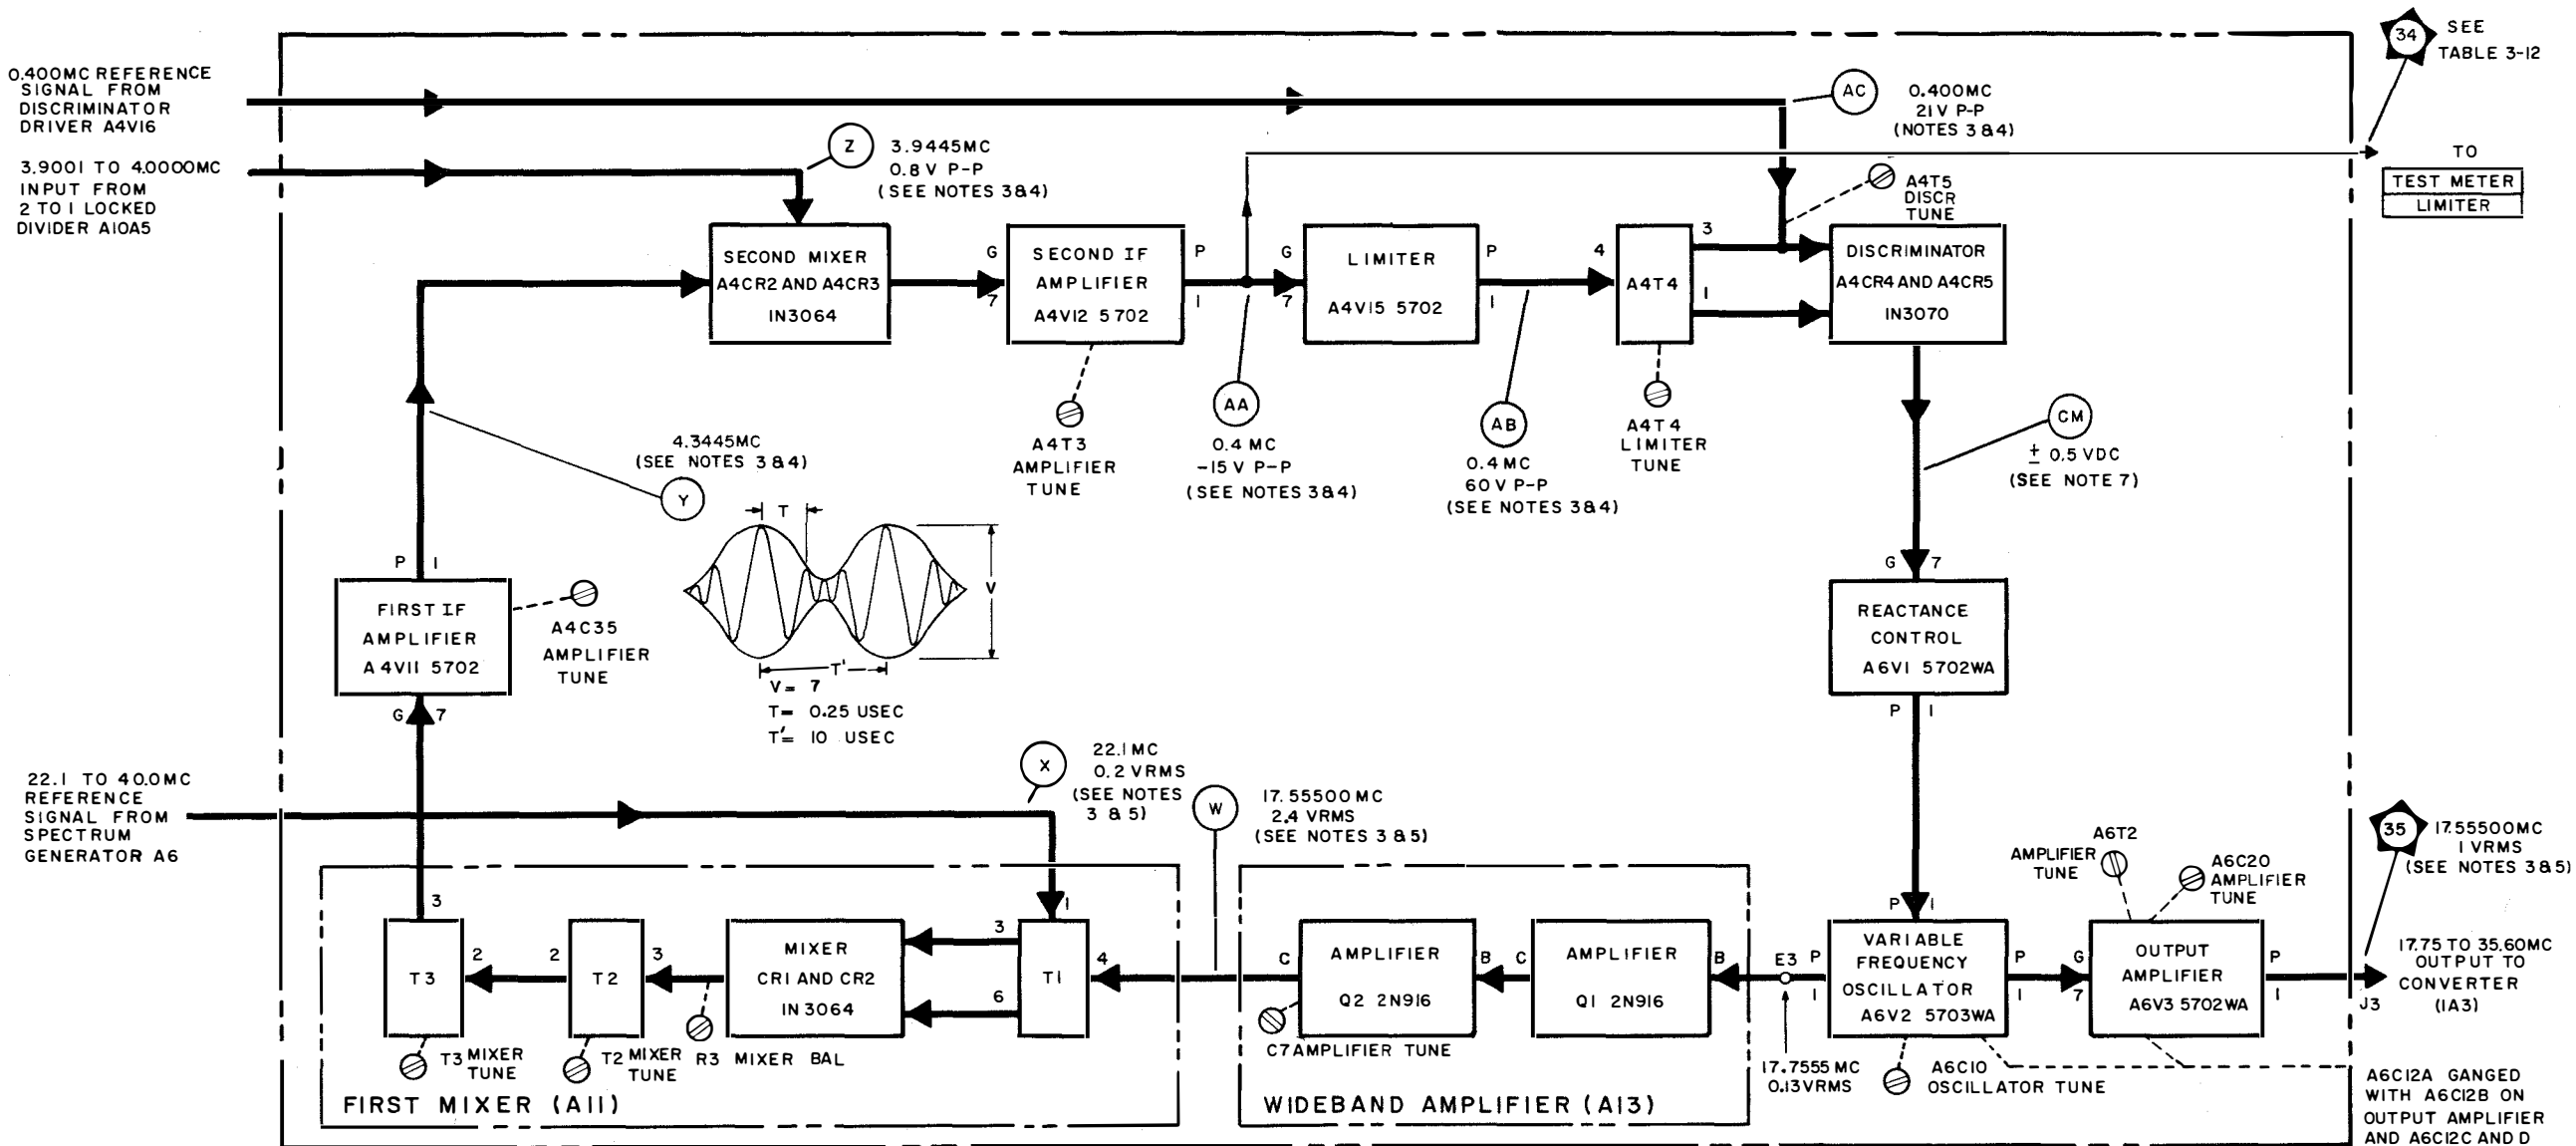 0.400MC REFERENCE
SIGNAL FROM
DISCRIMINATOR
DRIVER A4V16
3.9001 TO 4.0000MC
INPUT FROM
2 TO 1 LOCKED
DIVIDER A10A5
Z
3.9445MC
0.8 V P-P
(SEE NOTES 3&4)
AC
0.400MC
21V P-P
(NOTES 3&4)
34
SEE
TABLE 3-12
TO
TEST METER
LIMITER
A4T5
DISCR
TUNE
SECOND MIXER
A4CR2 AND A4CR3
IN3064
G
7
SECOND IF
AMPLIFIER
A4V12 5702
P
1
G
7
LIMITER
A4V15 5702
P
1
4
A4T4
3
1
DISCRIMINATOR
A4CR4 AND A4CR5
IN3070
A4T3
AMPLIFIER
TUNE
AA
0.4 MC
-15 V P-P
(SEE NOTES 3&4)
AB
0.4 MC
60 V P-P
(SEE NOTES 3&4)
A4T4
LIMITER
TUNE
CM
± 0.5 VDC
(SEE NOTE 7)
4.3445MC
(SEE NOTES 3&4)
Y
T
V
T'
V= 7
T= 0.25 USEC
T'= 10 USEC
P 1
FIRST IF
AMPLIFIER
A4V11 5702
G 7
A4C35
AMPLIFIER
TUNE
G 7
REACTANCE
CONTROL
A6V1 5702WA
P 1
22.1 TO 40.0MC
REFERENCE
SIGNAL FROM
SPECTRUM
GENERATOR A6
X
22.1 MC
0.2 VRMS
(SEE NOTES
3 & 5)
W
17.55500 MC
2.4 VRMS
(SEE NOTES 3&5)
35
17.55500MC
1 VRMS
(SEE NOTES 3&5)
A6T2
AMPLIFIER
TUNE
A6C20
AMPLIFIER
TUNE
3
T3
2
2
T2
3
MIXER
CR1 AND CR2
IN3064
3
6
1
T1
4
C
AMPLIFIER
Q2 2N916
B
C
AMPLIFIER
Q1 2N916
B
E3
P
1
P 1
VARIABLE
FREQUENCY
OSCILLATOR
A6V2 5703WA
P
1
G
7
OUTPUT
AMPLIFIER
A6V3 5702WA
P
1
J3
17.75 TO 35.60MC
OUTPUT TO
CONVERTER
(1A3)
T3 MIXER
TUNE
T2 MIXER
TUNE
R3 MIXER BAL
C7 AMPLIFIER TUNE
17.7555 MC
0.13VRMS
A6C10
OSCILLATOR TUNE
A6C12A GANGED
WITH A6C12B ON
OUTPUT AMPLIFIER
AND A6C12C AND D
FIRST MIXER (A11)
WIDEBAND AMPLIFIER (A13)